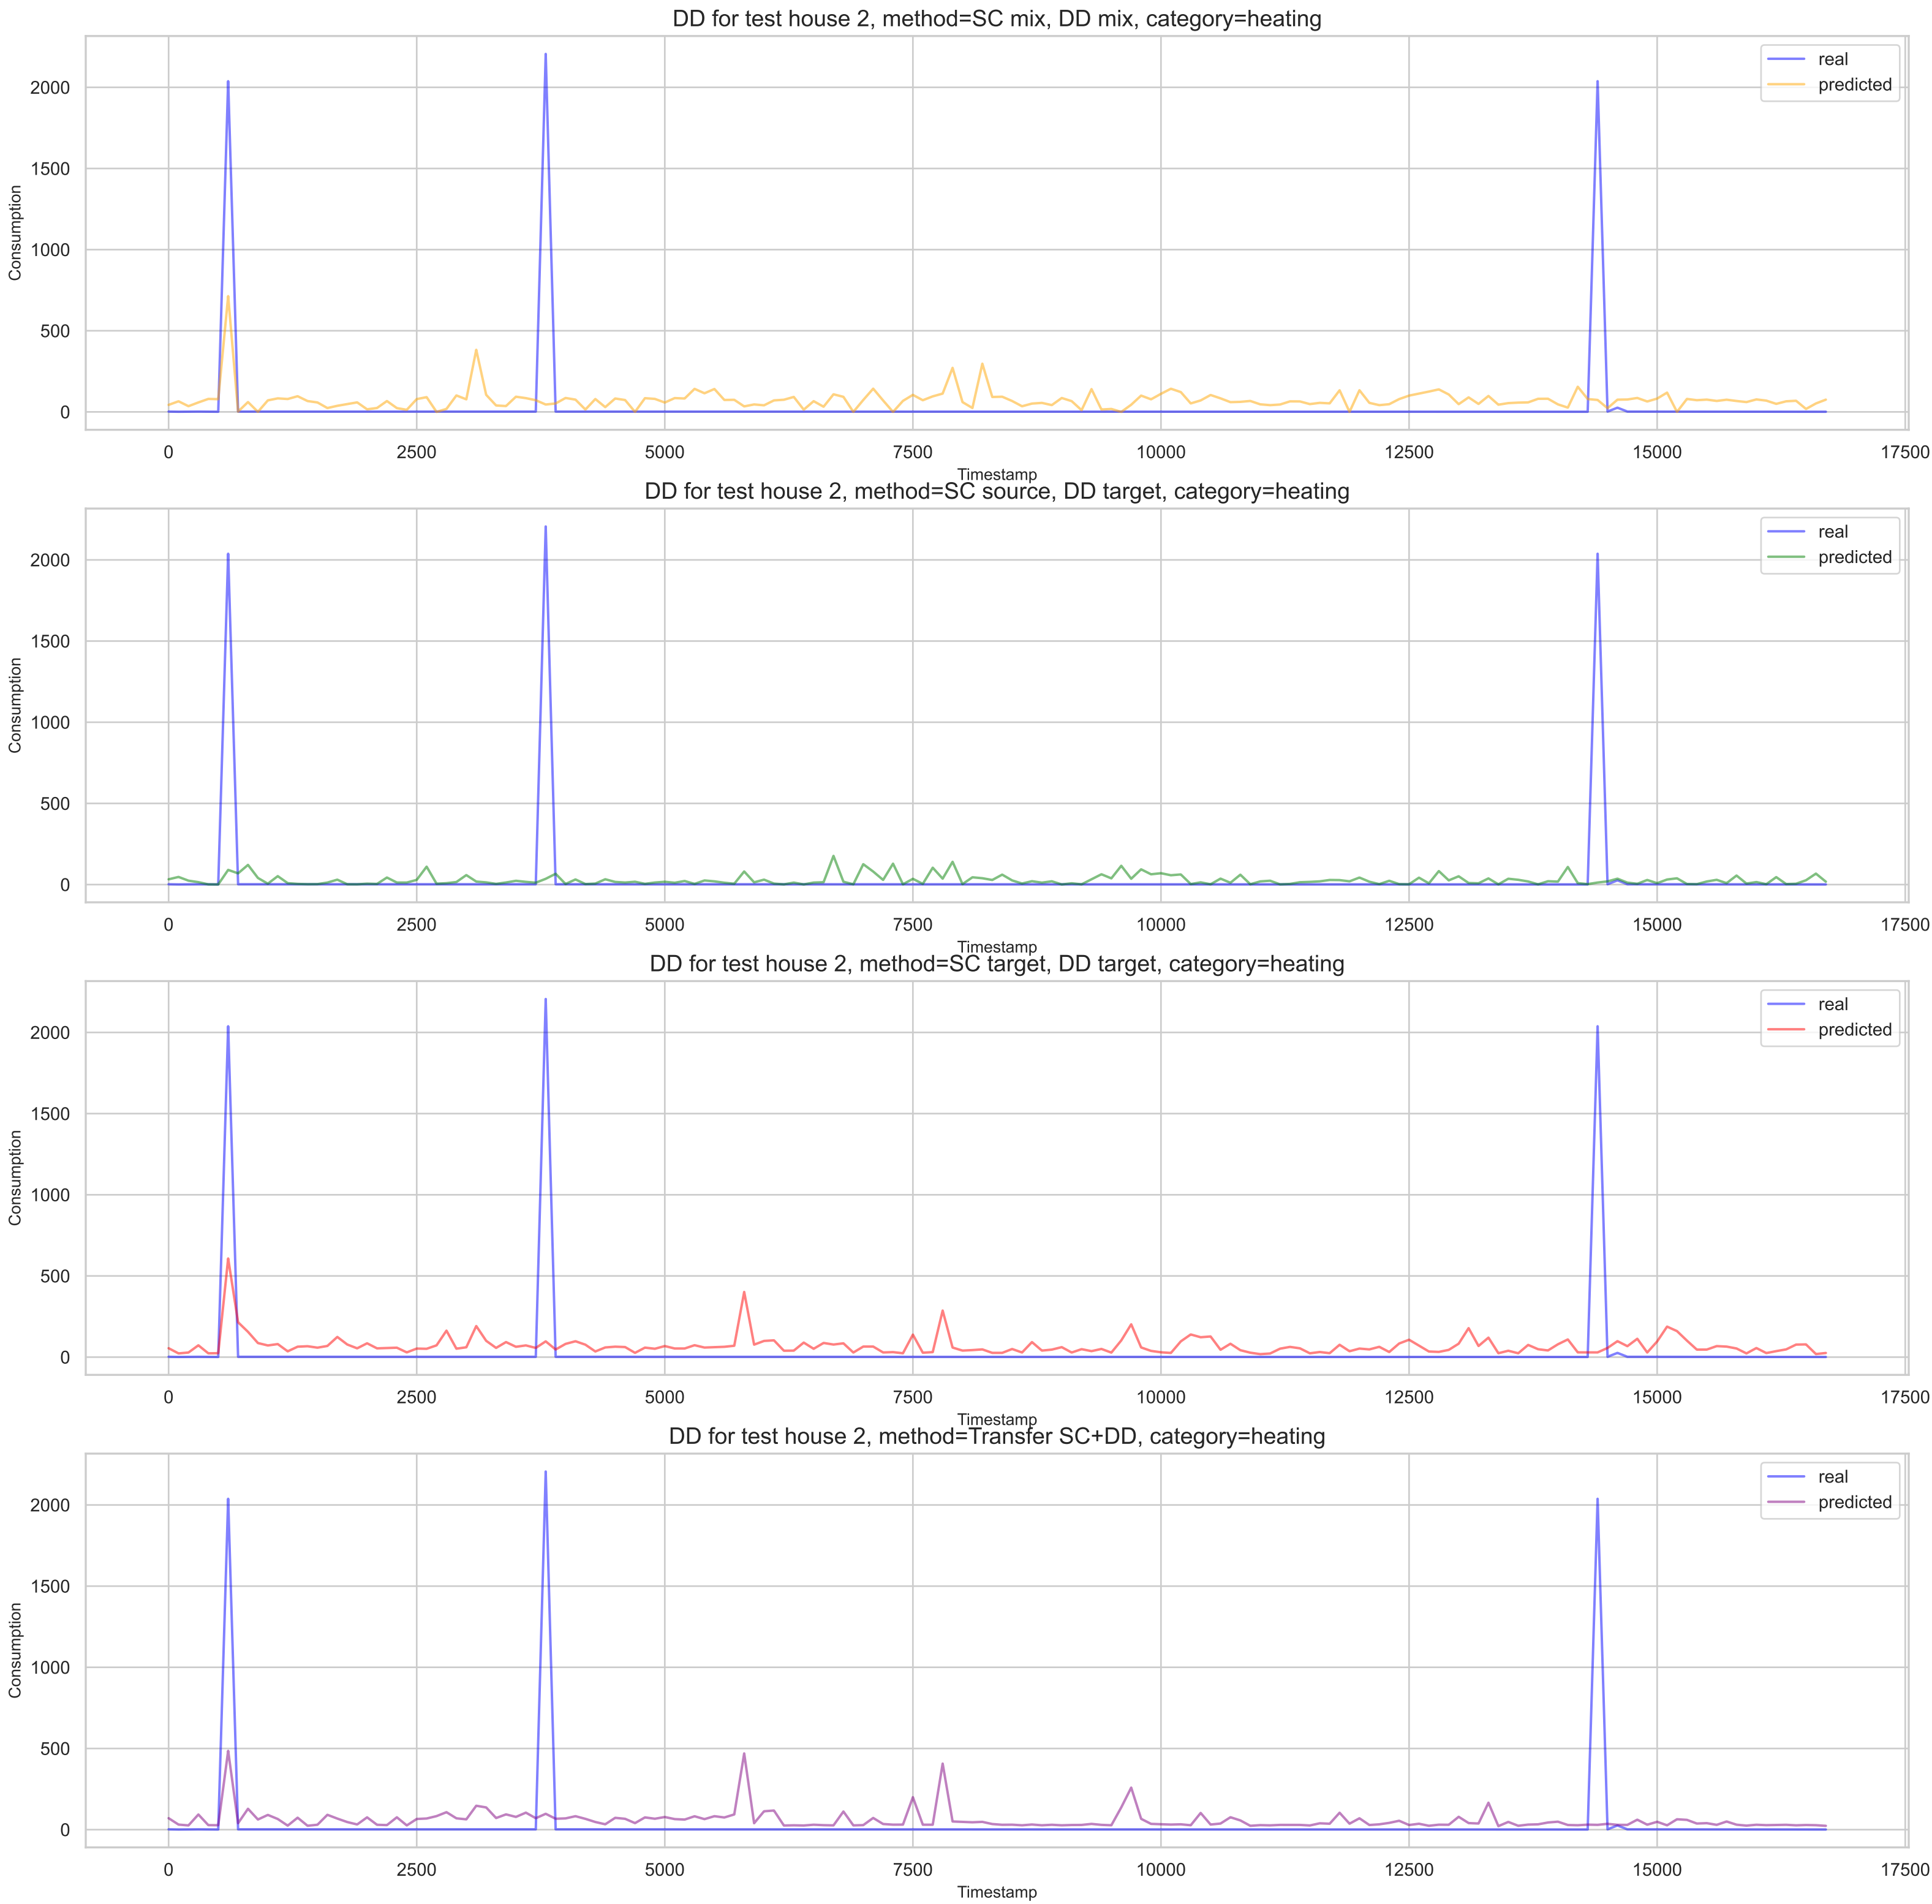 DD for test house 2, method=SC mix, DD mix, category=heating
real
predicted
2000
1500
1000
500
0
Consumption
0 2500 5000 7500 10000 12500 15000 17500
Timestamp
DD for test house 2, method=SC source, DD target, category=heating
real
predicted
2000
1500
1000
500
0
Consumption
0 2500 5000 7500 10000 12500 15000 17500
Timestamp
DD for test house 2, method=SC target, DD target, category=heating
real
predicted
2000
1500
1000
500
0
Consumption
0 2500 5000 7500 10000 12500 15000 17500
Timestamp
DD for test house 2, method=Transfer SC+DD, category=heating
real
predicted
2000
1500
1000
500
0
Consumption
0 2500 5000 7500 10000 12500 15000 17500
Timestamp